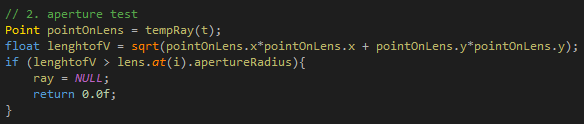 // 2. aperture test
Point pointOnLens = tempRay(t);
float lenghtofV = sqrt(pointOnLens.x*pointOnLens.x + pointOnLens.y*pointOnLens.y);
if (lenghtofV > lens.at(i).apertureRadius){
    ray = NULL;
    return 0.0f;
}